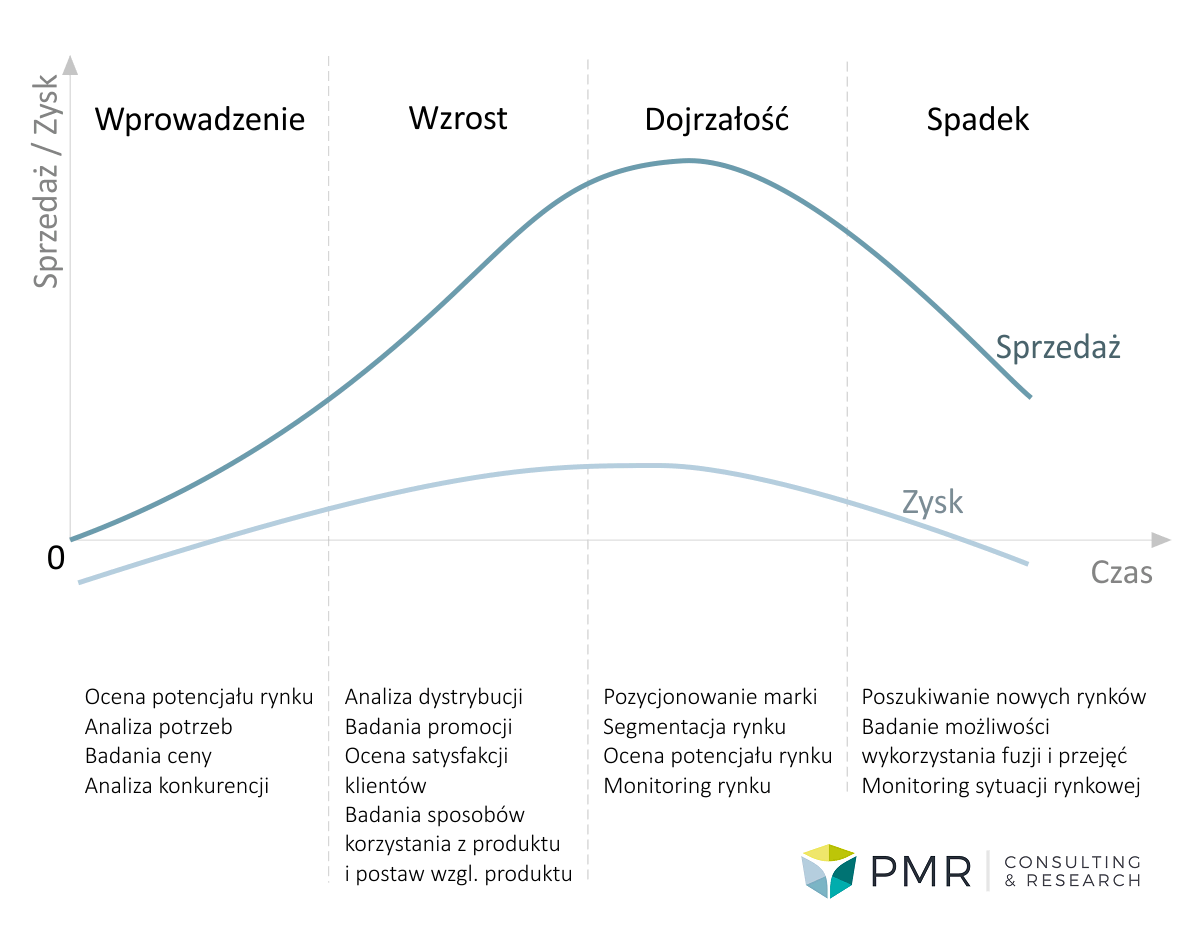 Sprzedaż / Zysk
Wprowadzenie
Wzrost
Dojrzałość
Spadek
Sprzedaż
Zysk
0
Czas
Ocena potencjału rynku
Analiza potrzeb
Badania ceny
Analiza konkurencji
Analiza dystrybucji
Badania promocji
Ocena satysfakcji
klientów
Badania sposobów
korzystania z produktu
i postaw wzgl. produktu
Pozycjonowanie marki
Segmentacja rynku
Ocena potencjału rynku
Monitoring rynku
Poszukiwanie nowych rynków
Badanie możliwości
wykorzystania fuzji i przejęć
Monitoring sytuacji rynkowej
PMR
CONSULTING
& RESEARCH